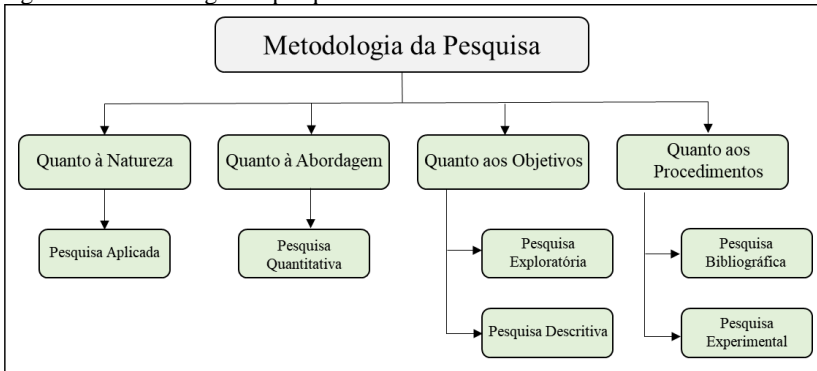 Metodologia da Pesquisa
Quanto à Natureza
Quanto à Abordagem
Quanto aos Objetivos
Quanto aos
Procedimentos
Pesquisa Aplicada
Pesquisa
Quantitativa
Pesquisa
Exploratória
Pesquisa
Bibliográfica
Pesquisa Descritiva
Pesquisa
Experimental